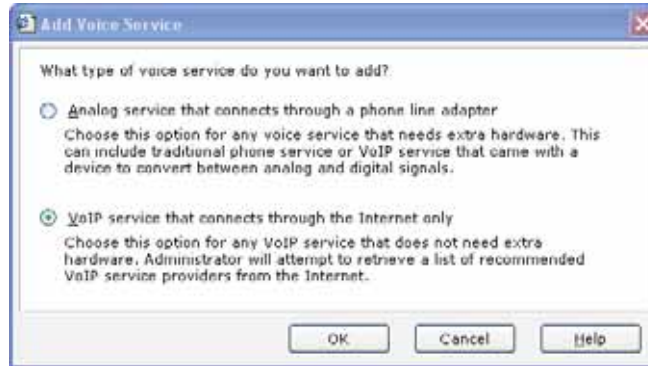 Add Voice Service
What type of voice service do you want to add?
Analog service that connects through a phone line adapter
Choose this option for any voice service that needs extra hardware. This
can include traditional phone service or VoIP service that came with a
device to convert between analog and digital signals.
VoIP service that connects through the Internet only
Choose this option for any VoIP service that does not need extra
hardware. Administrator will attempt to retrieve a list of recommended
VoIP service providers from the Internet.
OK Cancel Help